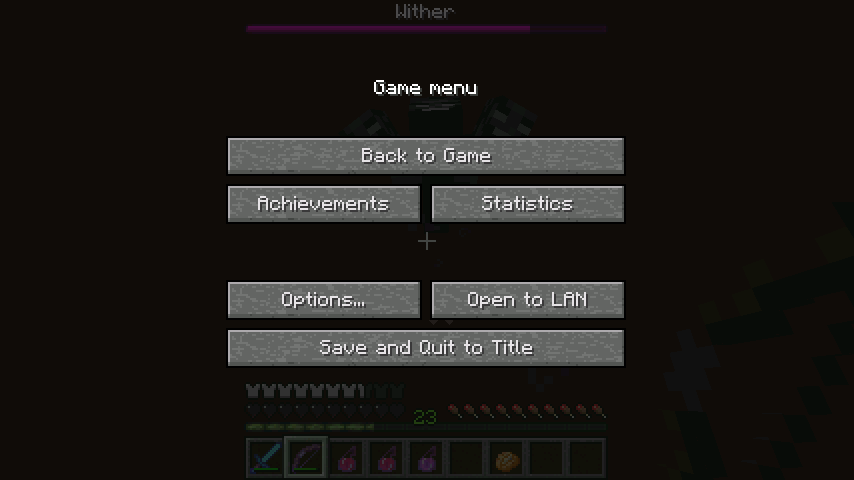 Wither
Game menu
Back to Game
Achievements
Statistics
Options...
Open to LAN
Save and Quit to Title
23